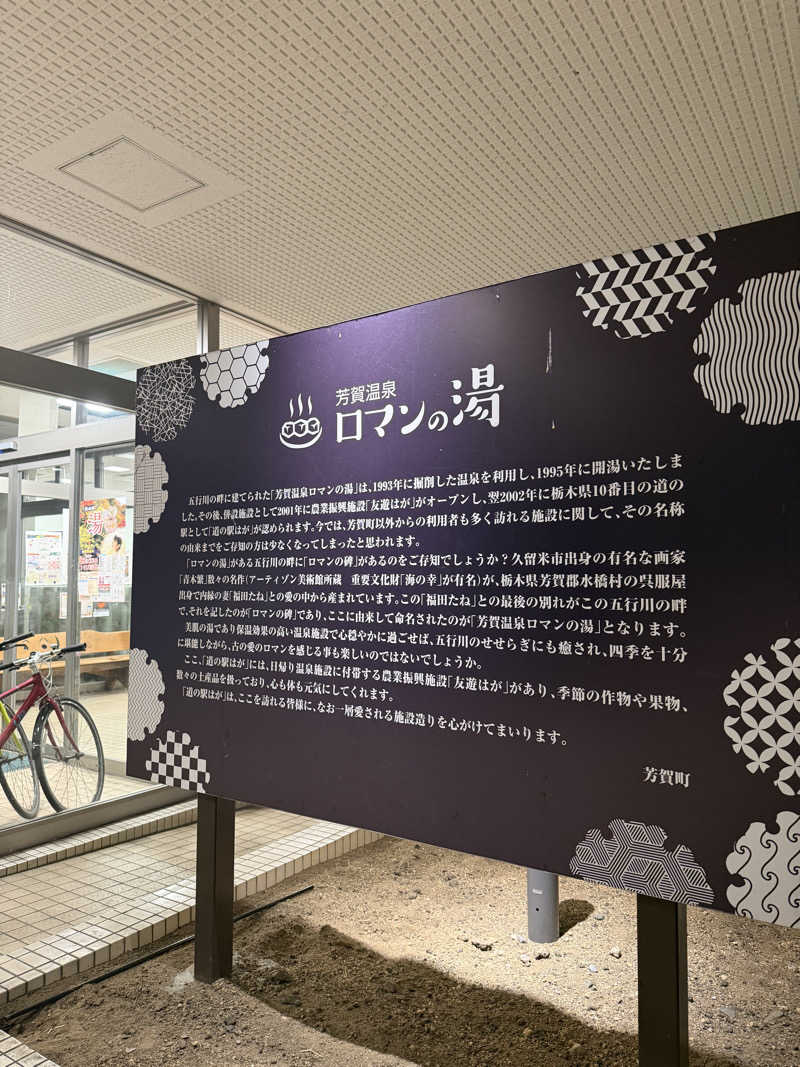 芳賀温泉
ロマンの湯
五行川の畔に建てられた「芳賀温泉ロマンの湯」は、1993年に掘削した温泉を利用し、1995年に開湯いたしま
した。その後、併設施設として2001年に農業振興施設「友遊はが」がオープンし、翌2002年に栃木県10番目の道の
駅として「道の駅はが」が認められます。今では、芳賀町以外からの利用者も多く訪れる施設に関して、その名称
の由来までをご存知の方は少なくなってしまったと思われます。
「ロマンの湯」がある五行川の畔に「ロマンの碑」があるのをご存知でしょうか？久留米市出身の有名な画家
「青木繁」数々の名作（アーティゾン美術館所蔵　重要文化財「海の幸」が有名）が、栃木県芳賀郡水橋村の呉服屋
出身で内縁の妻「福田たね」との愛の中から産まれています。この「福田たね」との最後の別れがこの五行川の畔
で、それを記したのが「ロマンの碑」であり、ここに由来して命名されたのが「芳賀温泉ロマンの湯」となります。
美肌の湯であり保温効果の高い温泉施設で心穏やかに過ごせば、五行川のせせらぎにも癒され、四季を十分
に堪能しながら、古の愛のロマンを感じる事も楽しいのではないでしょうか。
ここ、「道の駅はが」には、日帰り温泉施設に付帯する農業振興施設「友遊はが」があり、季節の作物や果物、
数々の土産品を扱っており、心も体も元気にしてくれます。
「道の駅はが」は、ここを訪れる皆様に、なお一層愛される施設造りを心がけてまいります。
芳賀町